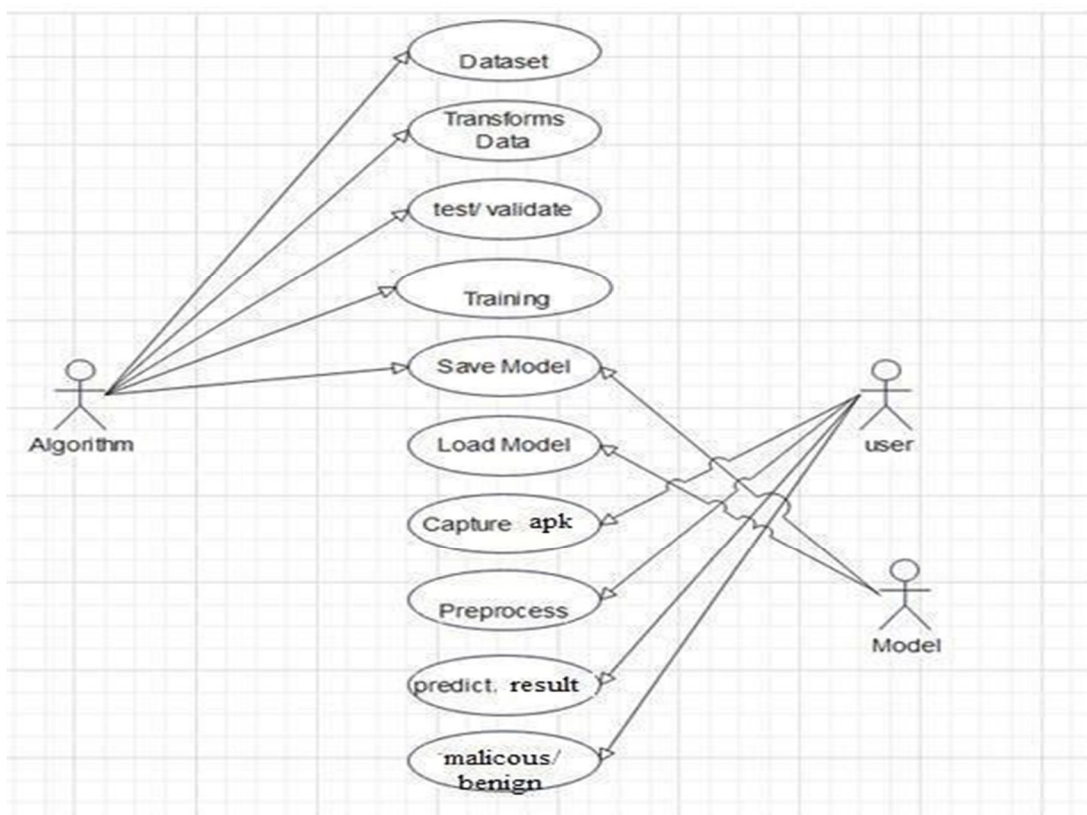 Dataset
Transforms
Data
test/ validate
Training
Save Model
Algorithm
user
Load Model
Capture apk
Preprocess
Model
predict. result
malicous/
benign